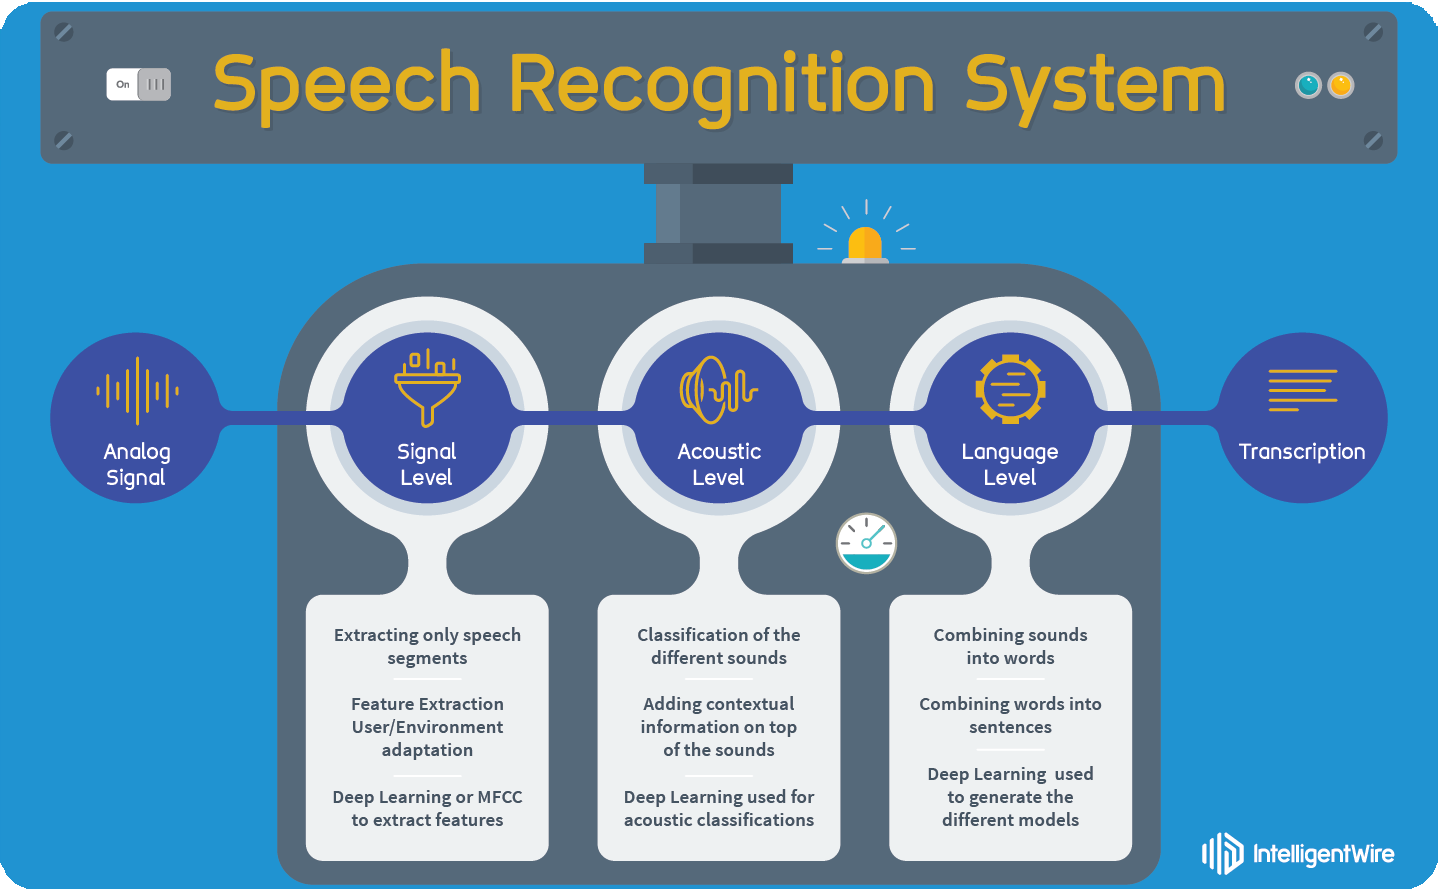 On
Speech Recognition System
Analog
Signal
Signal
Level
Acoustic
Level
Language
Level
Transcription
Extracting only speech
segments
Feature Extraction
User/Environment
adaptation
Deep Learning or MFCC
to extract features
Classification of the
different sounds
Adding contextual
information on top
of the sounds
Deep Learning used for
acoustic classifications
Combining sounds
into words
Combining words into
sentences
Deep Learning used
to generate the
different models
IntelligentWire